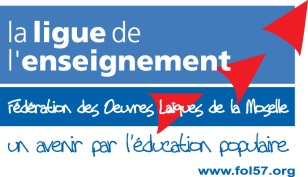 la ligue de
l'enseignement
Fédération des Oeuvres Laïques de la Moselle
un avenir par l'éducation populaire
www.fol57.org